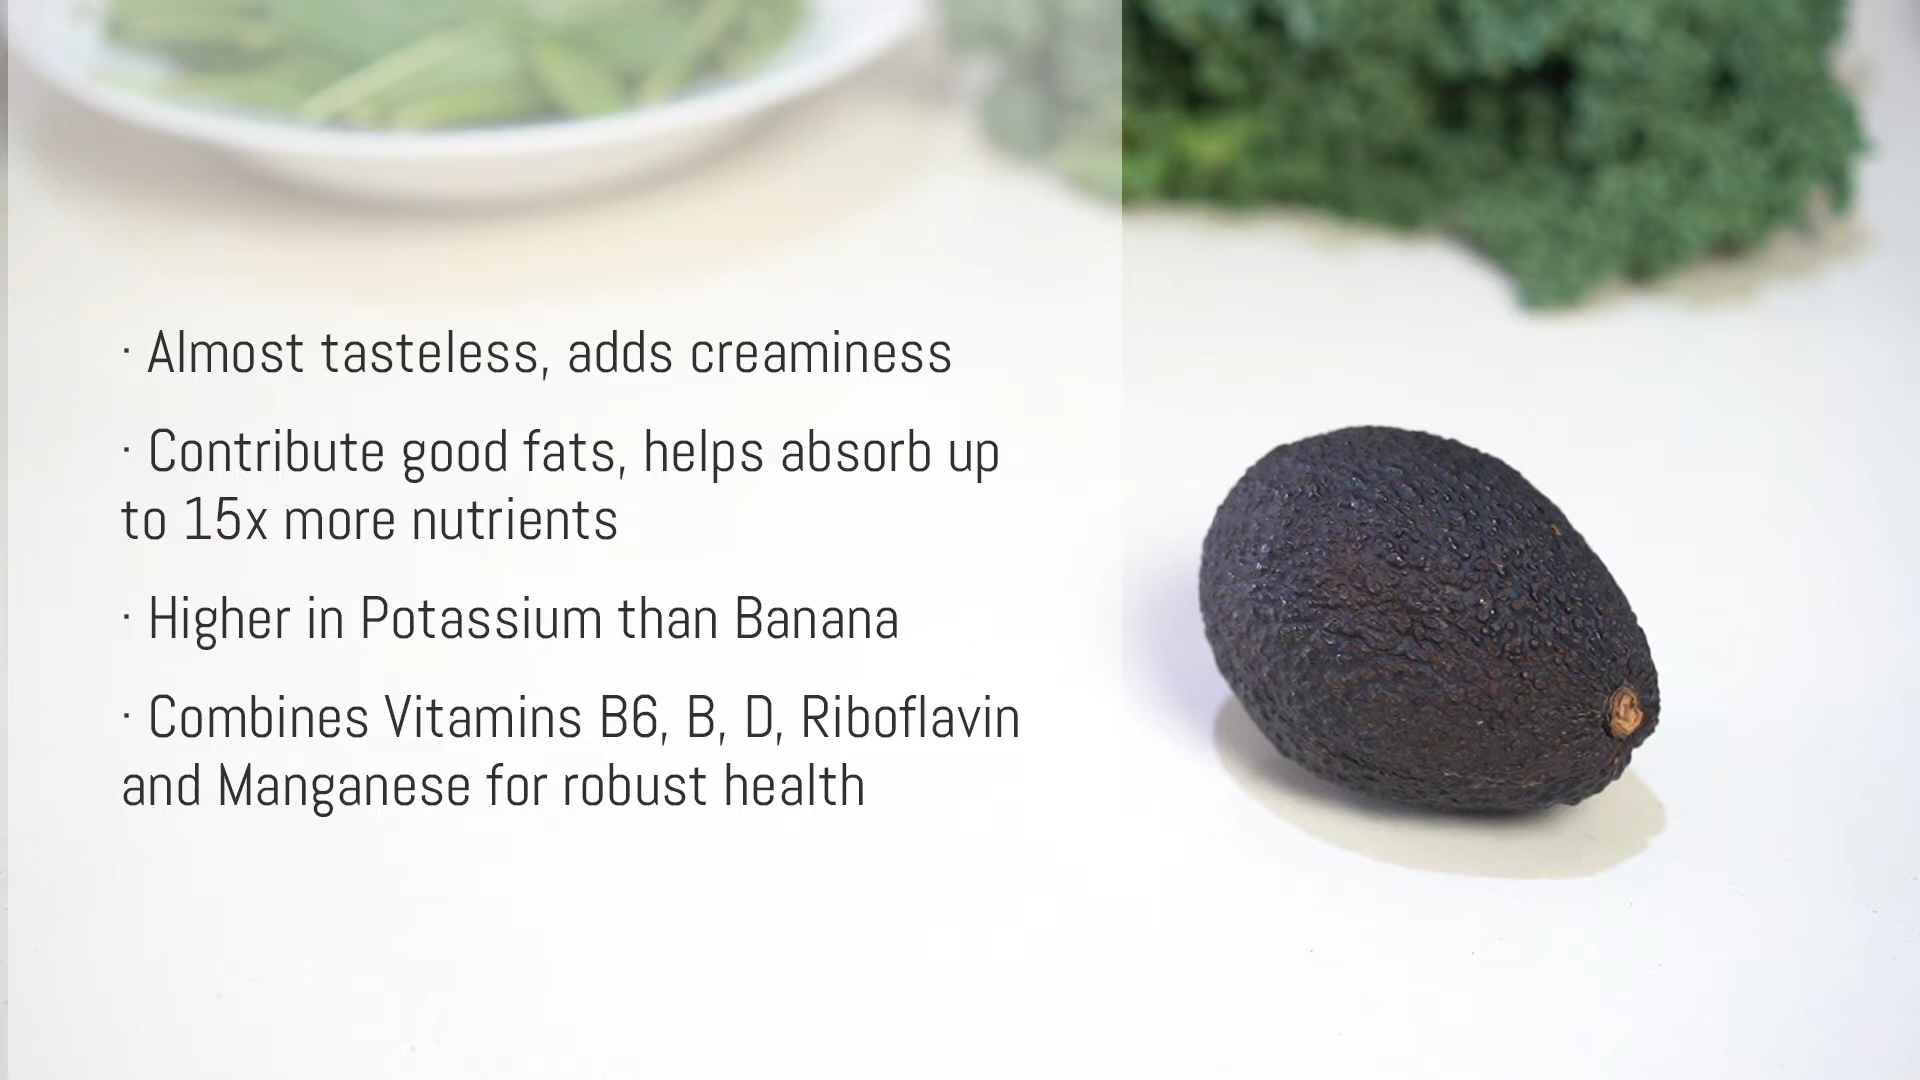 · Almost tasteless, adds creaminess
· Contribute good fats, helps absorb up
to 15x more nutrients
· Higher in Potassium than Banana
· Combines Vitamins B6, B, D, Riboflavin
and Manganese for robust health